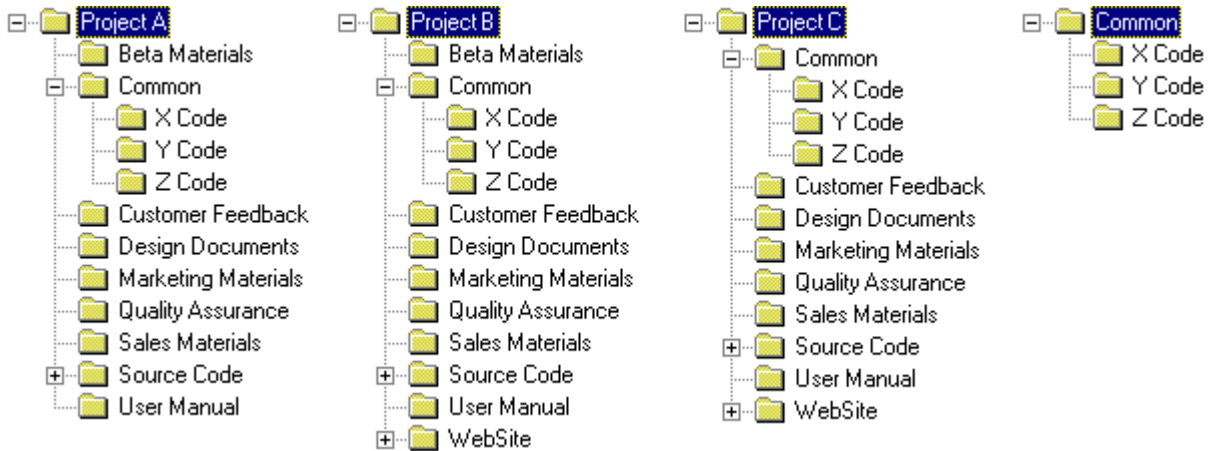 Project A
Beta Materials
Common
X Code
Y Code
Z Code
Customer Feedback
Design Documents
Marketing Materials
Quality Assurance
Sales Materials
Source Code
User Manual
Project B
Beta Materials
Common
X Code
Y Code
Z Code
Customer Feedback
Design Documents
Marketing Materials
Quality Assurance
Sales Materials
Source Code
User Manual
WebSite
Project C
Common
X Code
Y Code
Z Code
Customer Feedback
Design Documents
Marketing Materials
Quality Assurance
Sales Materials
Source Code
User Manual
WebSite
Common
X Code
Y Code
Z Code